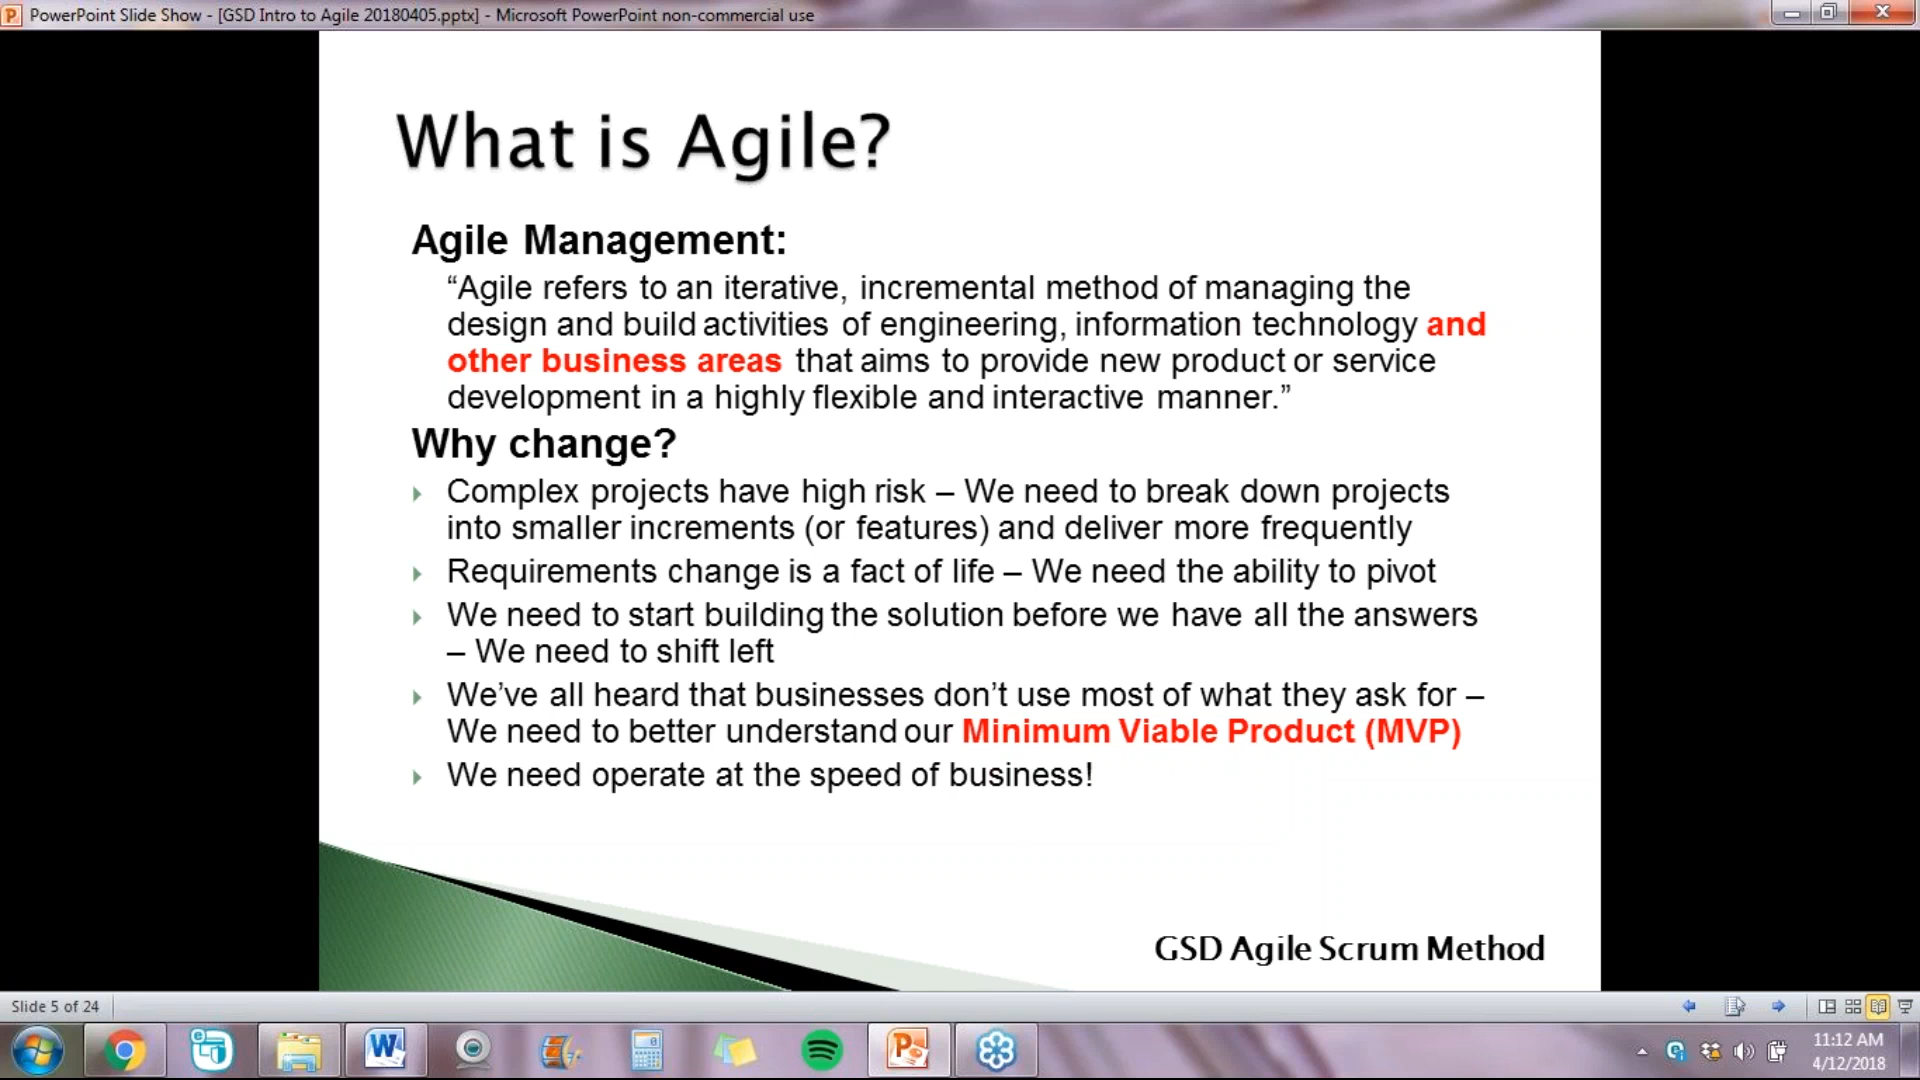 PowerPoint Slide Show - [GSD Intro to Agile 20180405.pptx] - Microsoft PowerPoint non-commercial use
What is Agile?
Agile Management:
“Agile refers to an iterative, incremental method of managing the
design and build activities of engineering, information technology and
other business areas that aims to provide new product or service
development in a highly flexible and interactive manner.”
Why change?
Complex projects have high risk – We need to break down projects
into smaller increments (or features) and deliver more frequently
Requirements change is a fact of life – We need the ability to pivot
We need to start building the solution before we have all the answers
– We need to shift left
We’ve all heard that businesses don’t use most of what they ask for –
We need to better understand our Minimum Viable Product (MVP)
We need operate at the speed of business!
GSD Agile Scrum Method
Slide 5 of 24
11:12 AM
4/12/2018